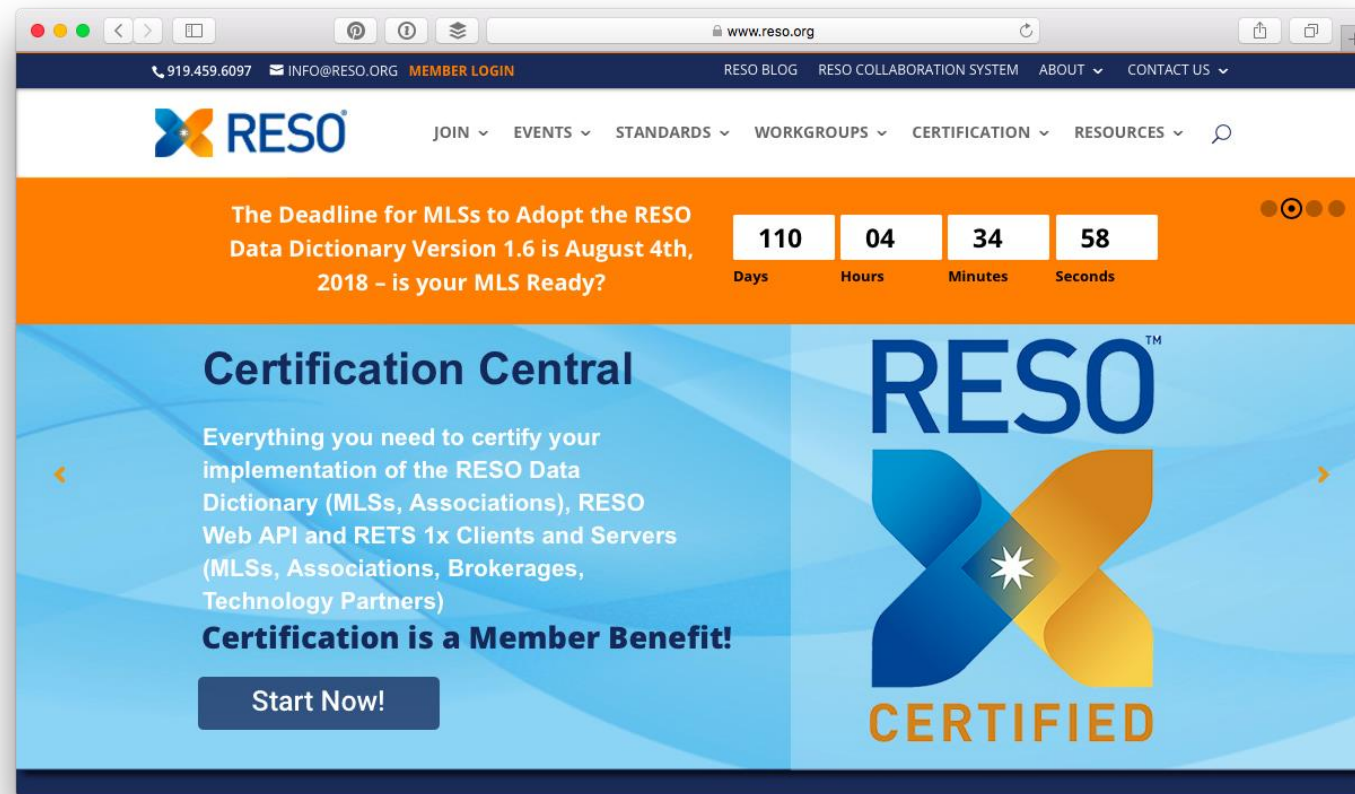 www.reso.org
919.459.6097 INFO@RESO.ORG MEMBER LOGIN RESO BLOG RESO COLLABORATION SYSTEM ABOUT CONTACT US
RESO® JOIN EVENTS STANDARDS WORKGROUPS CERTIFICATION RESOURCES
The Deadline for MLSs to Adopt the RESO
Data Dictionary Version 1.6 is August 4th,
2018 – is your MLS Ready?
110 04 34 58
Days Hours Minutes Seconds
Certification Central
Everything you need to certify your
implementation of the RESO Data
Dictionary (MLSs, Associations), RESO
Web API and RETS 1x Clients and Servers
(MLSs, Associations, Brokerages,
Technology Partners)
Certification is a Member Benefit!
Start Now!
RESO™
CERTIFIED